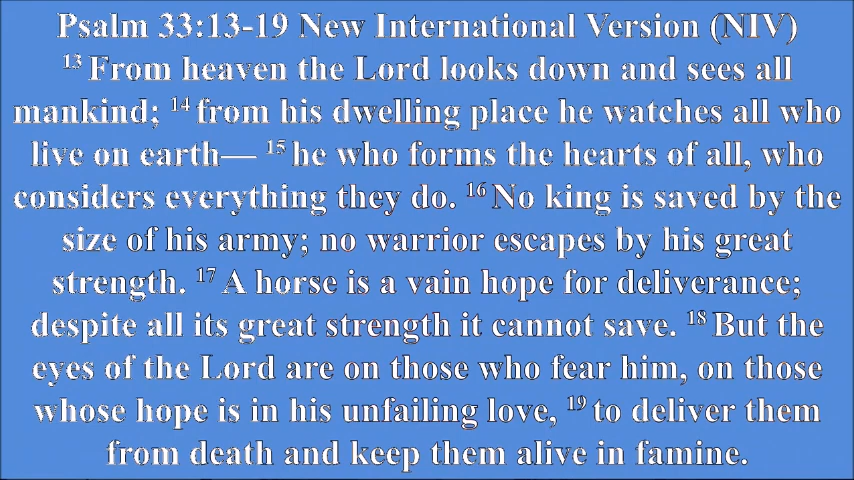 Psalm 33:13-19 New International Version (NIV)
13 From heaven the Lord looks down and sees all
mankind; 14 from his dwelling place he watches all who
live on earth— 15 he who forms the hearts of all, who
considers everything they do. 16 No king is saved by the
size of his army; no warrior escapes by his great
strength. 17 A horse is a vain hope for deliverance;
despite all its great strength it cannot save. 18 But the
eyes of the Lord are on those who fear him, on those
whose hope is in his unfailing love, 19 to deliver them
from death and keep them alive in famine.